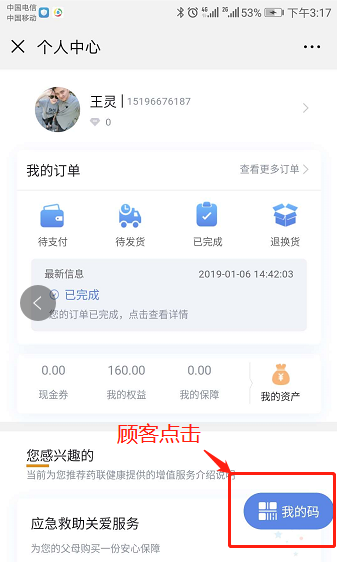 中国电信
中国移动
4G 2G 53% 下午3:17
个人中心
王灵 | 15196676187
0
我的订单 查看更多订单
待支付 待发货 已完成 退换货
最新信息 2019-01-06 14:42:03
已完成
您的订单已完成，点击查看详情
0.00 160.00 0.00
现金券 我的权益 我的保障 我的资产
顾客点击
您感兴趣的
当前为您推荐药联健康提供的增值服务介绍说明
我的码
应急救助关爱服务
为您的父母购买一份安心保障